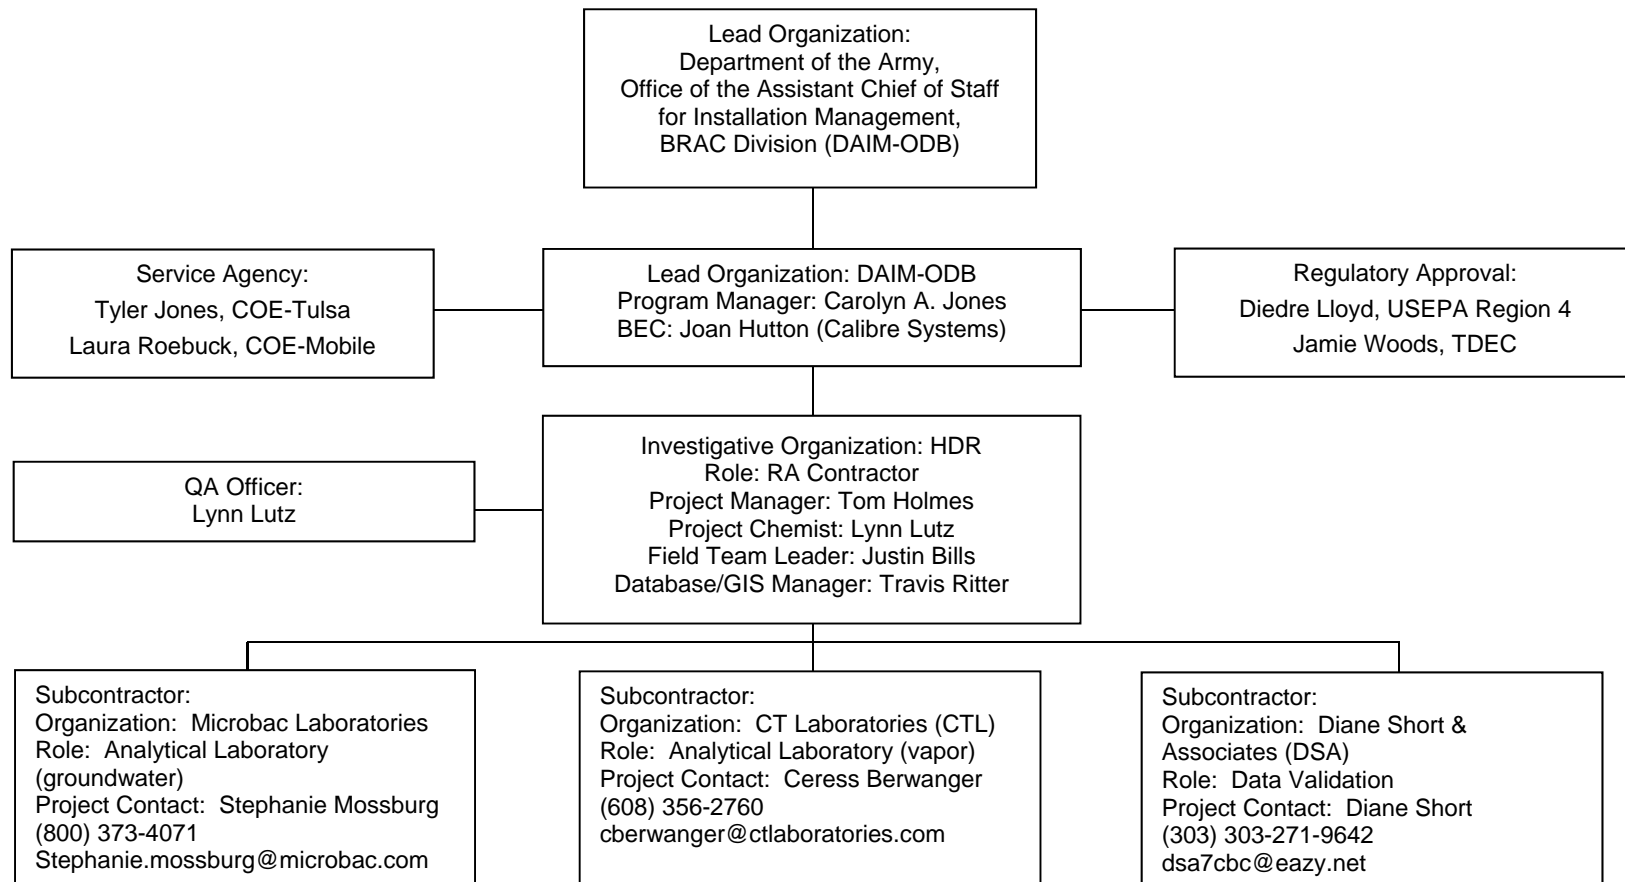 Lead Organization:
Department of the Army,
Office of the Assistant Chief of Staff
for Installation Management,
BRAC Division (DAIM-ODB)
Service Agency:
Tyler Jones, COE-Tulsa
Laura Roebuck, COE-Mobile
Lead Organization: DAIM-ODB
Program Manager: Carolyn A. Jones
BEC: Joan Hutton (Calibre Systems)
Regulatory Approval:
Diedre Lloyd, USEPA Region 4
Jamie Woods, TDEC
QA Officer:
Lynn Lutz
Investigative Organization: HDR
Role: RA Contractor
Project Manager: Tom Holmes
Project Chemist: Lynn Lutz
Field Team Leader: Justin Bills
Database/GIS Manager: Travis Ritter
Subcontractor:
Organization: Microbac Laboratories
Role: Analytical Laboratory
(groundwater)
Project Contact: Stephanie Mossburg
(800) 373-4071
Stephanie.mossburg@microbac.com
Subcontractor:
Organization: CT Laboratories (CTL)
Role: Analytical Laboratory (vapor)
Project Contact: Ceress Berwanger
(608) 356-2760
cberwanger@ctlaboratories.com
Subcontractor:
Organization: Diane Short &
Associates (DSA)
Role: Data Validation
Project Contact: Diane Short
(303) 303-271-9642
dsa7cbc@eazy.net